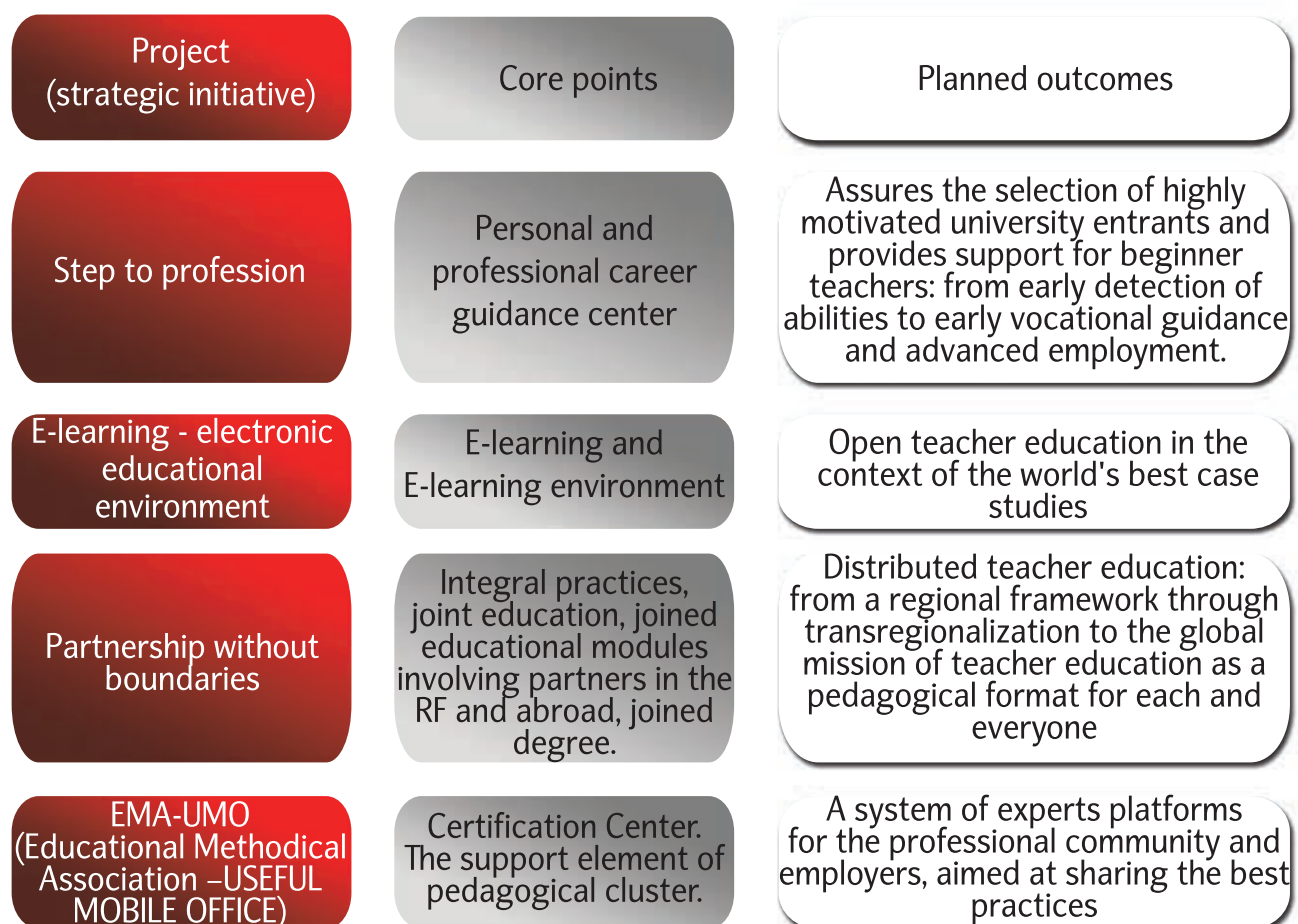 Project
(strategic initiative)
Core points
Planned outcomes
Step to profession
Personal and
professional career
guidance center
Assures the selection of highly
motivated university entrants and
provides support for beginner
teachers: from early detection of
abilities to early vocational guidance
and advanced employment.
E-learning - electronic
educational
environment
E-learning and
E-learning environment
Open teacher education in the
context of the world's best case
studies
Partnership without
boundaries
Integral practices,
joint education, joined
educational modules
involving partners in the
RF and abroad, joined
degree.
Distributed teacher education:
from a regional framework through
transregionalization to the global
mission of teacher education as a
pedagogical format for each and
everyone
EMA-UMO
(Educational Methodical
Association –USEFUL
MOBILE OFFICE)
Certification Center.
The support element of
pedagogical cluster.
A system of experts platforms
for the professional community and
employers, aimed at sharing the best
practices